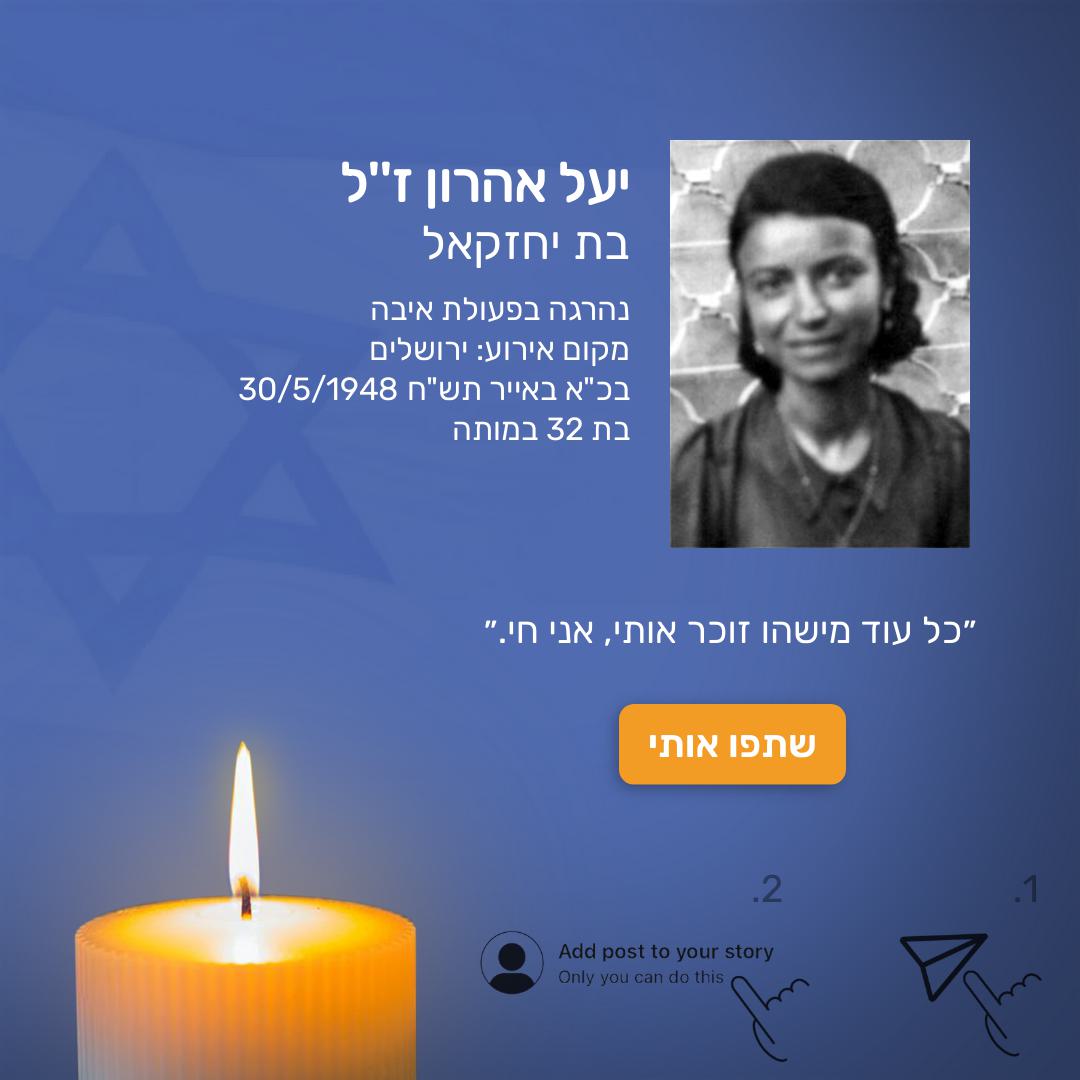 יעל אהרון ז''ל
בת יחזקאל
נהרגה בפעולת איבה
מקום אירוע: ירושלים
בכ"א באייר תש"ח 30/5/1948
בת 32 במותה
״כל עוד מישהו זוכר אותי, אני חי.״
שתפו אותי
.1
.2
Add post to your story
Only you can do this